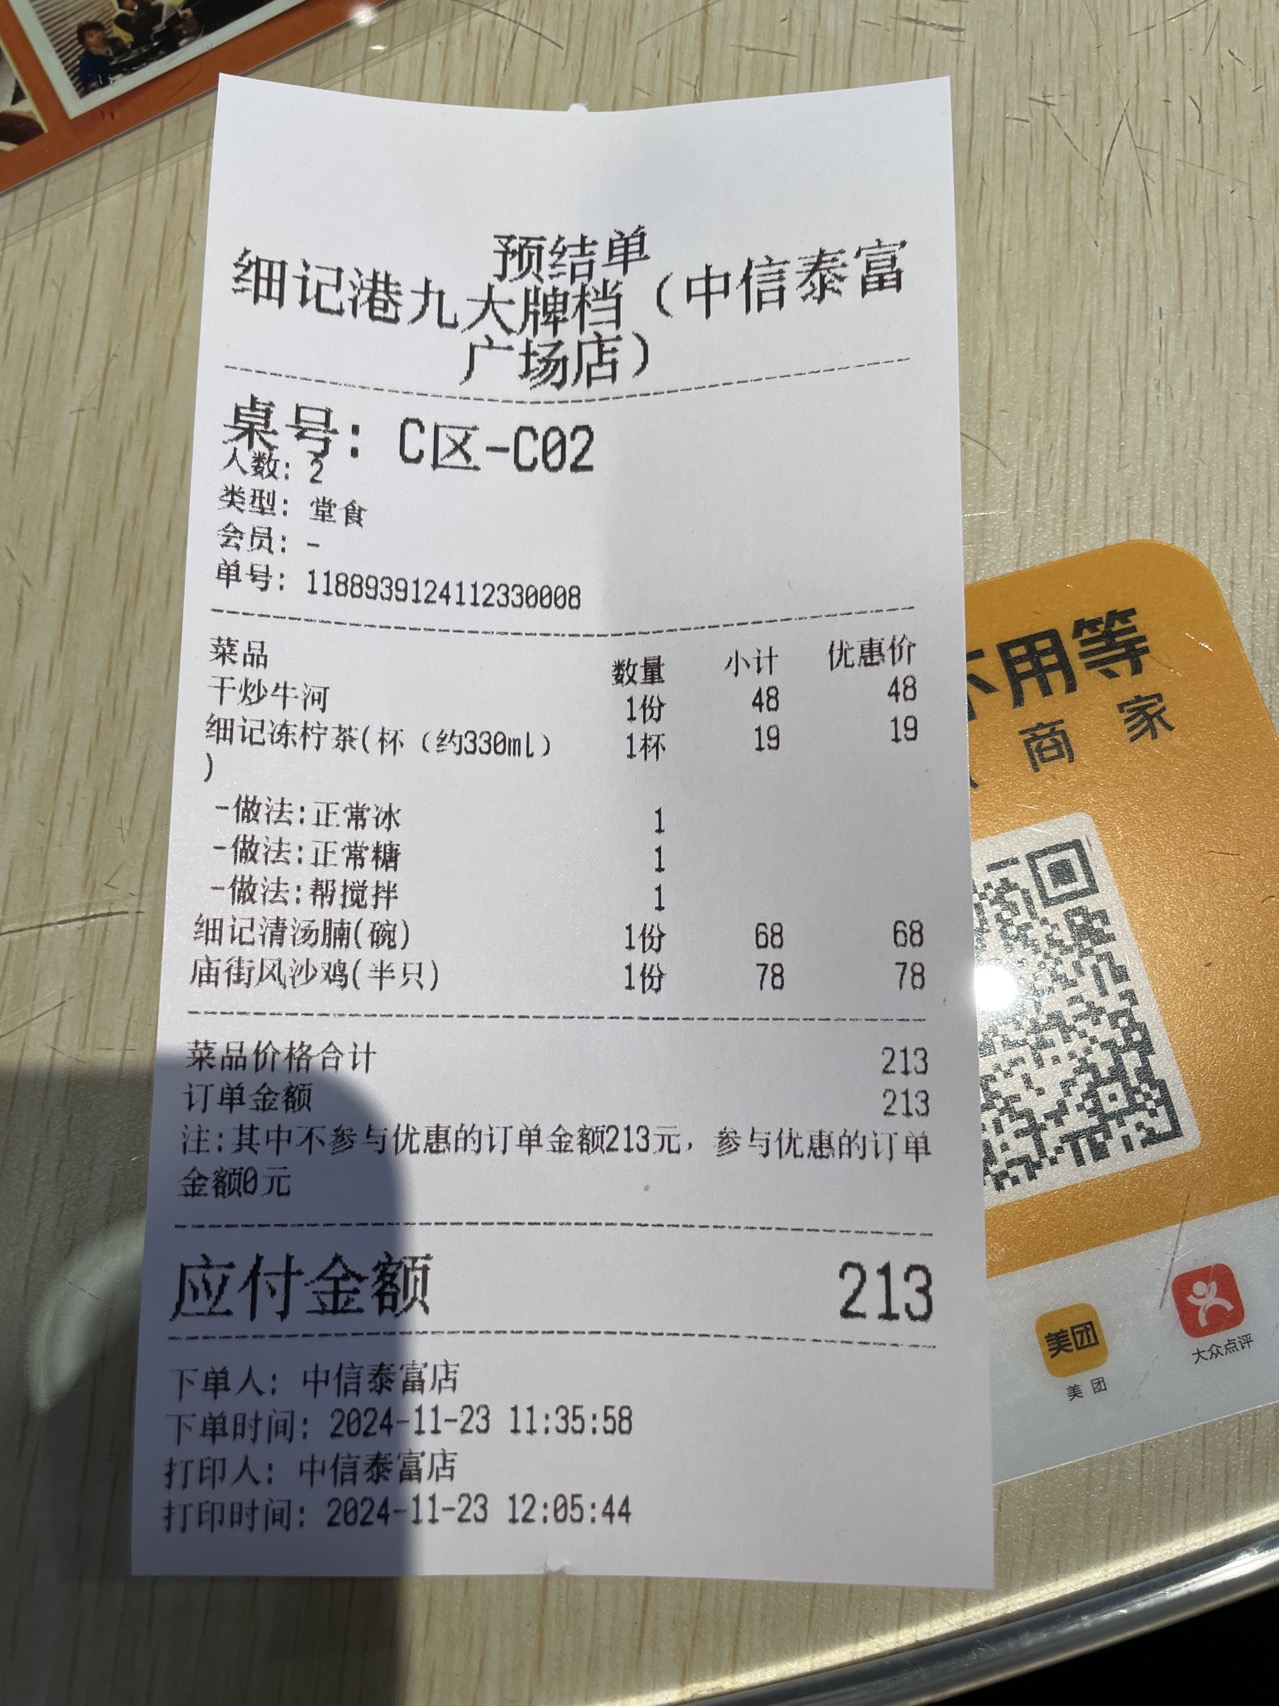 预结单
细记港九大牌档（中信泰富
广场店）
桌号：C区-C02
人数：2
类型：堂食
会员：-
单号：1188939124112330008
菜品 数量 小计 优惠价
干炒牛河 1份 48 48
细记冻柠茶(杯（约330ml） 1杯 19 19
)
-做法:正常冰 1
-做法:正常糖 1
-做法:帮搅拌 1
细记清汤腩(碗) 1份 68 68
庙街风沙鸡(半只) 1份 78 78
菜品价格合计 213
订单金额 213
注:其中不参与优惠的订单金额213元，参与优惠的订单
金额0元
应付金额 213
下单人：中信泰富店
下单时间：2024-11-23 11:35:58
打印人：中信泰富店
打印时间：2024-11-23 12:05:44
用等
商家
美团
美团
大众点评